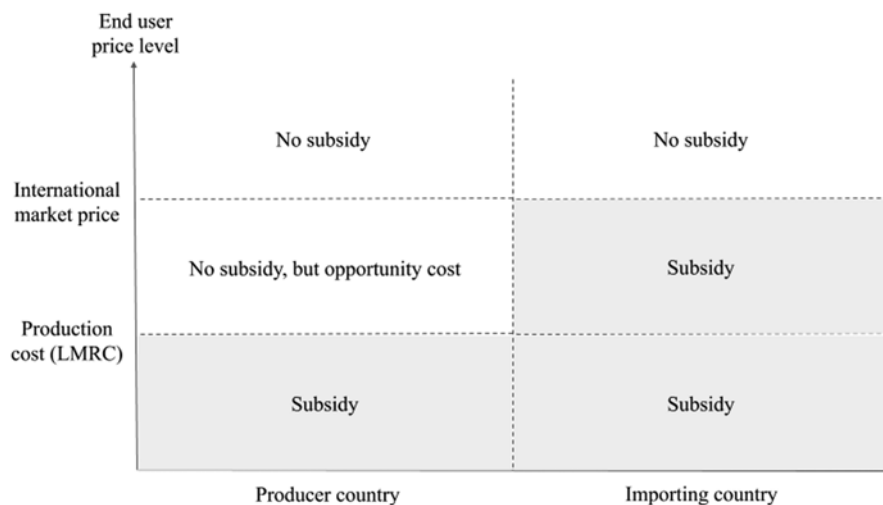 End user
price level
No subsidy
No subsidy
International
market price
No subsidy, but opportunity cost
Subsidy
Production
cost (LMRC)
Subsidy
Subsidy
Producer country
Importing country